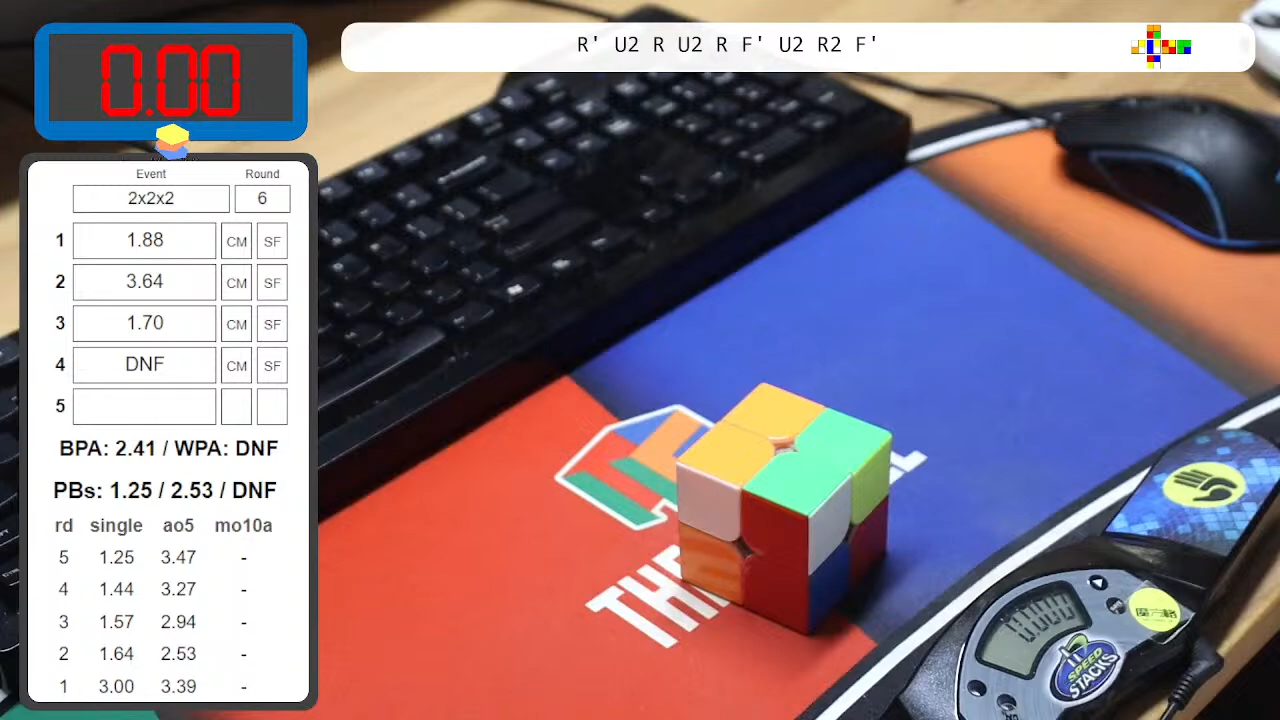 0.00
R' U2 R U2 R F' U2 R2 F'
Event Round
2x2x2 6
1 1.88 CM SF
2 3.64 CM SF
3 1.70 CM SF
4 DNF CM SF
5
BPA: 2.41 / WPA: DNF
PBs: 1.25 / 2.53 / DNF
rd single ao5 mo10a
5 1.25 3.47 -
4 1.44 3.27 -
3 1.57 2.94 -
2 1.64 2.53 -
1 3.00 3.39 -
SPEED
STACKS